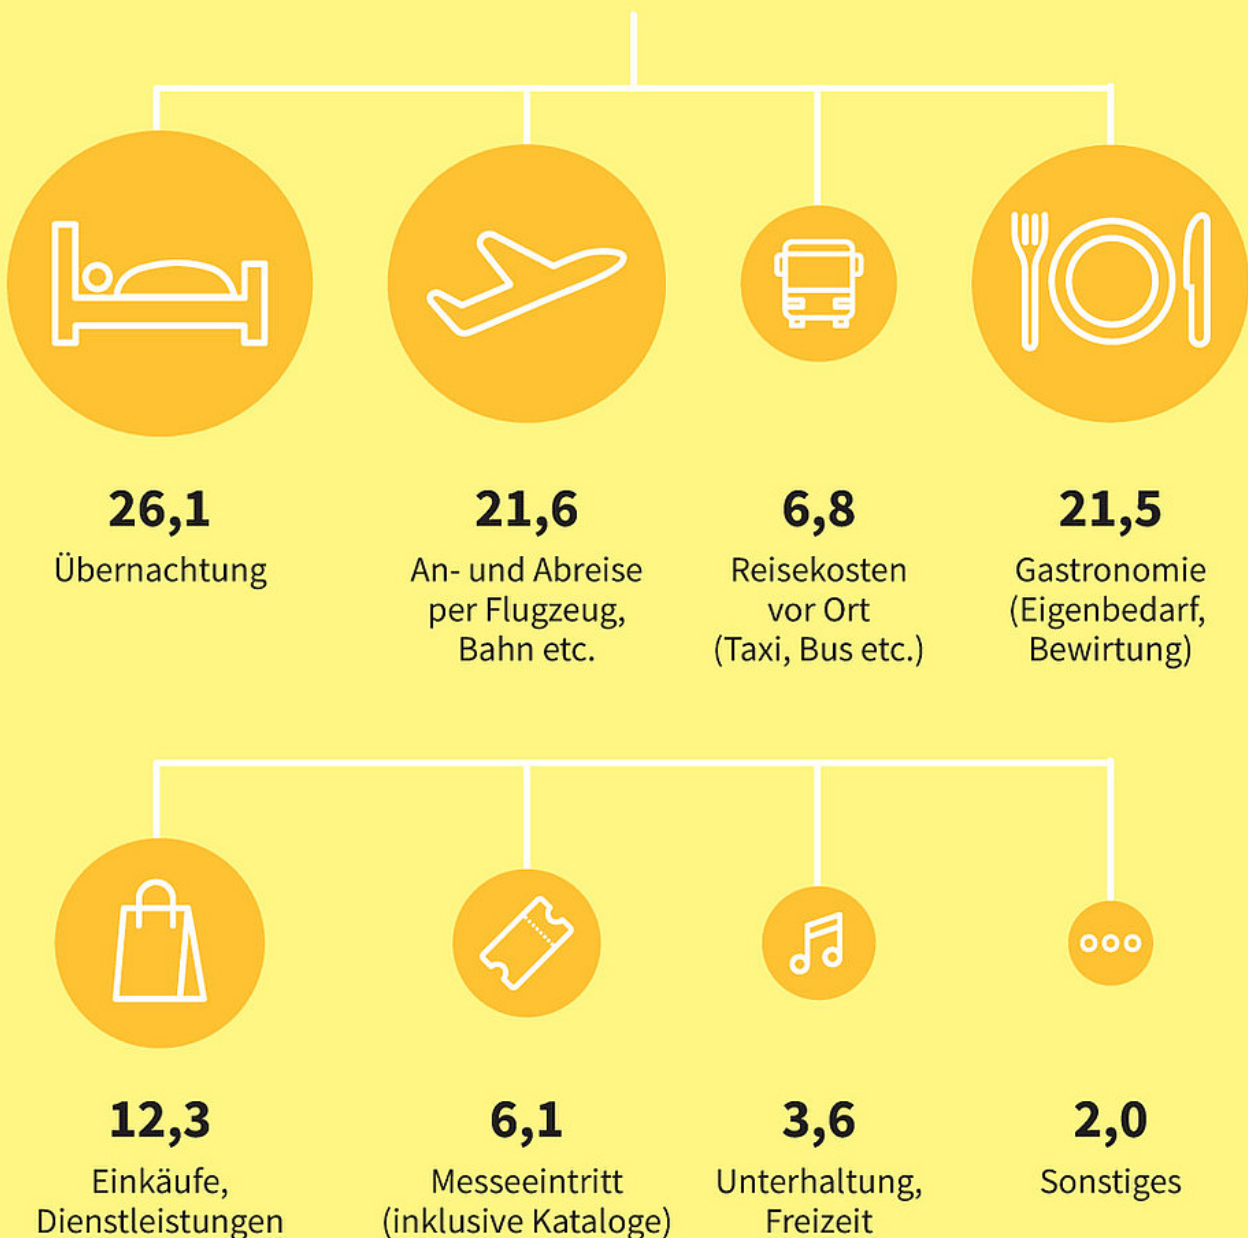 26,1
Übernachtung
21,6
An- und Abreise
per Flugzeug,
Bahn etc.
6,8
Reisekosten
vor Ort
(Taxi, Bus etc.)
21,5
Gastronomie
(Eigenbedarf,
Bewirtung)
12,3
Einkäufe,
Dienstleistungen
6,1
Messeeintritt
(inklusive Kataloge)
3,6
Unterhaltung,
Freizeit
2,0
Sonstiges